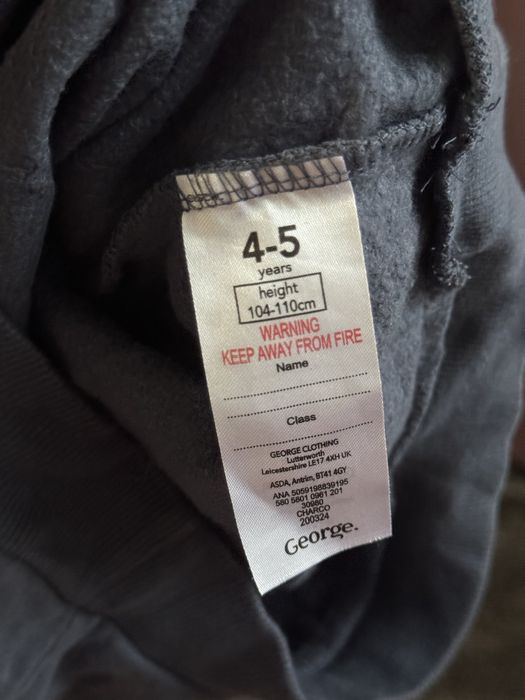 4-5
years
height
104-110cm
WARNING
KEEP AWAY FROM FIRE
Name
Class
GEORGE CLOTHING
Lutterworth
Leicestershire LE17 4XH UK
ASDA, Antrim, BT41 4GY
ANA 5059198839195
580 5801 0961 201
30980
CHARCO
200324
George.